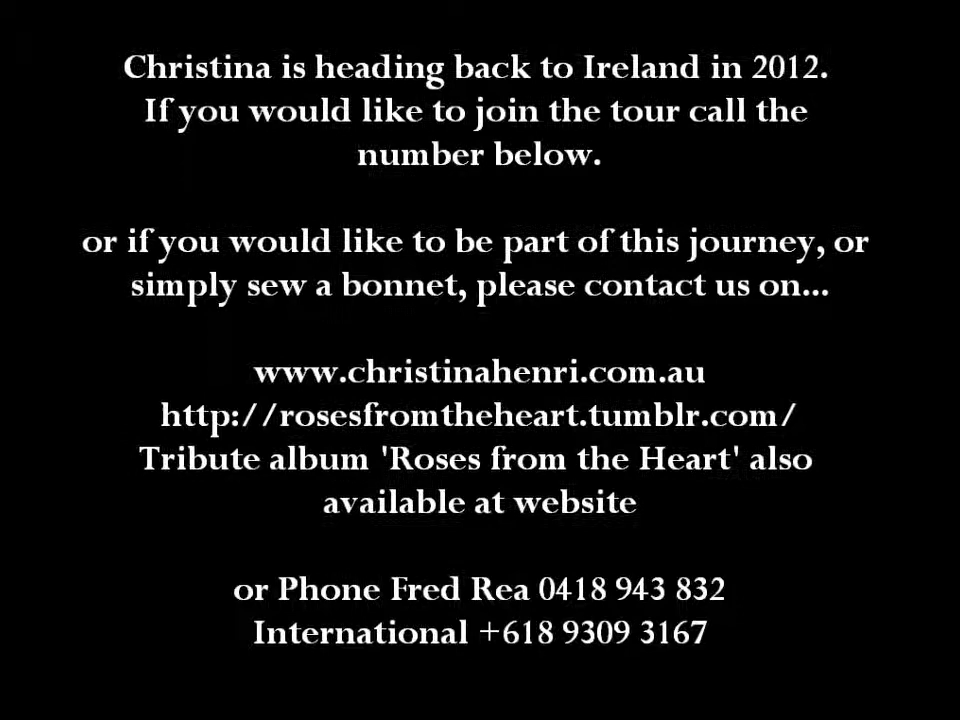 Christina is heading back to Ireland in 2012.
If you would like to join the tour call the
number below.
or if you would like to be part of this journey, or
simply sew a bonnet, please contact us on...
www.christinahenri.com.au
http://rosesfromtheheart.tumblr.com/
Tribute album 'Roses from the Heart' also
available at website
or Phone Fred Rea 0418 943 832
International +618 9309 3167